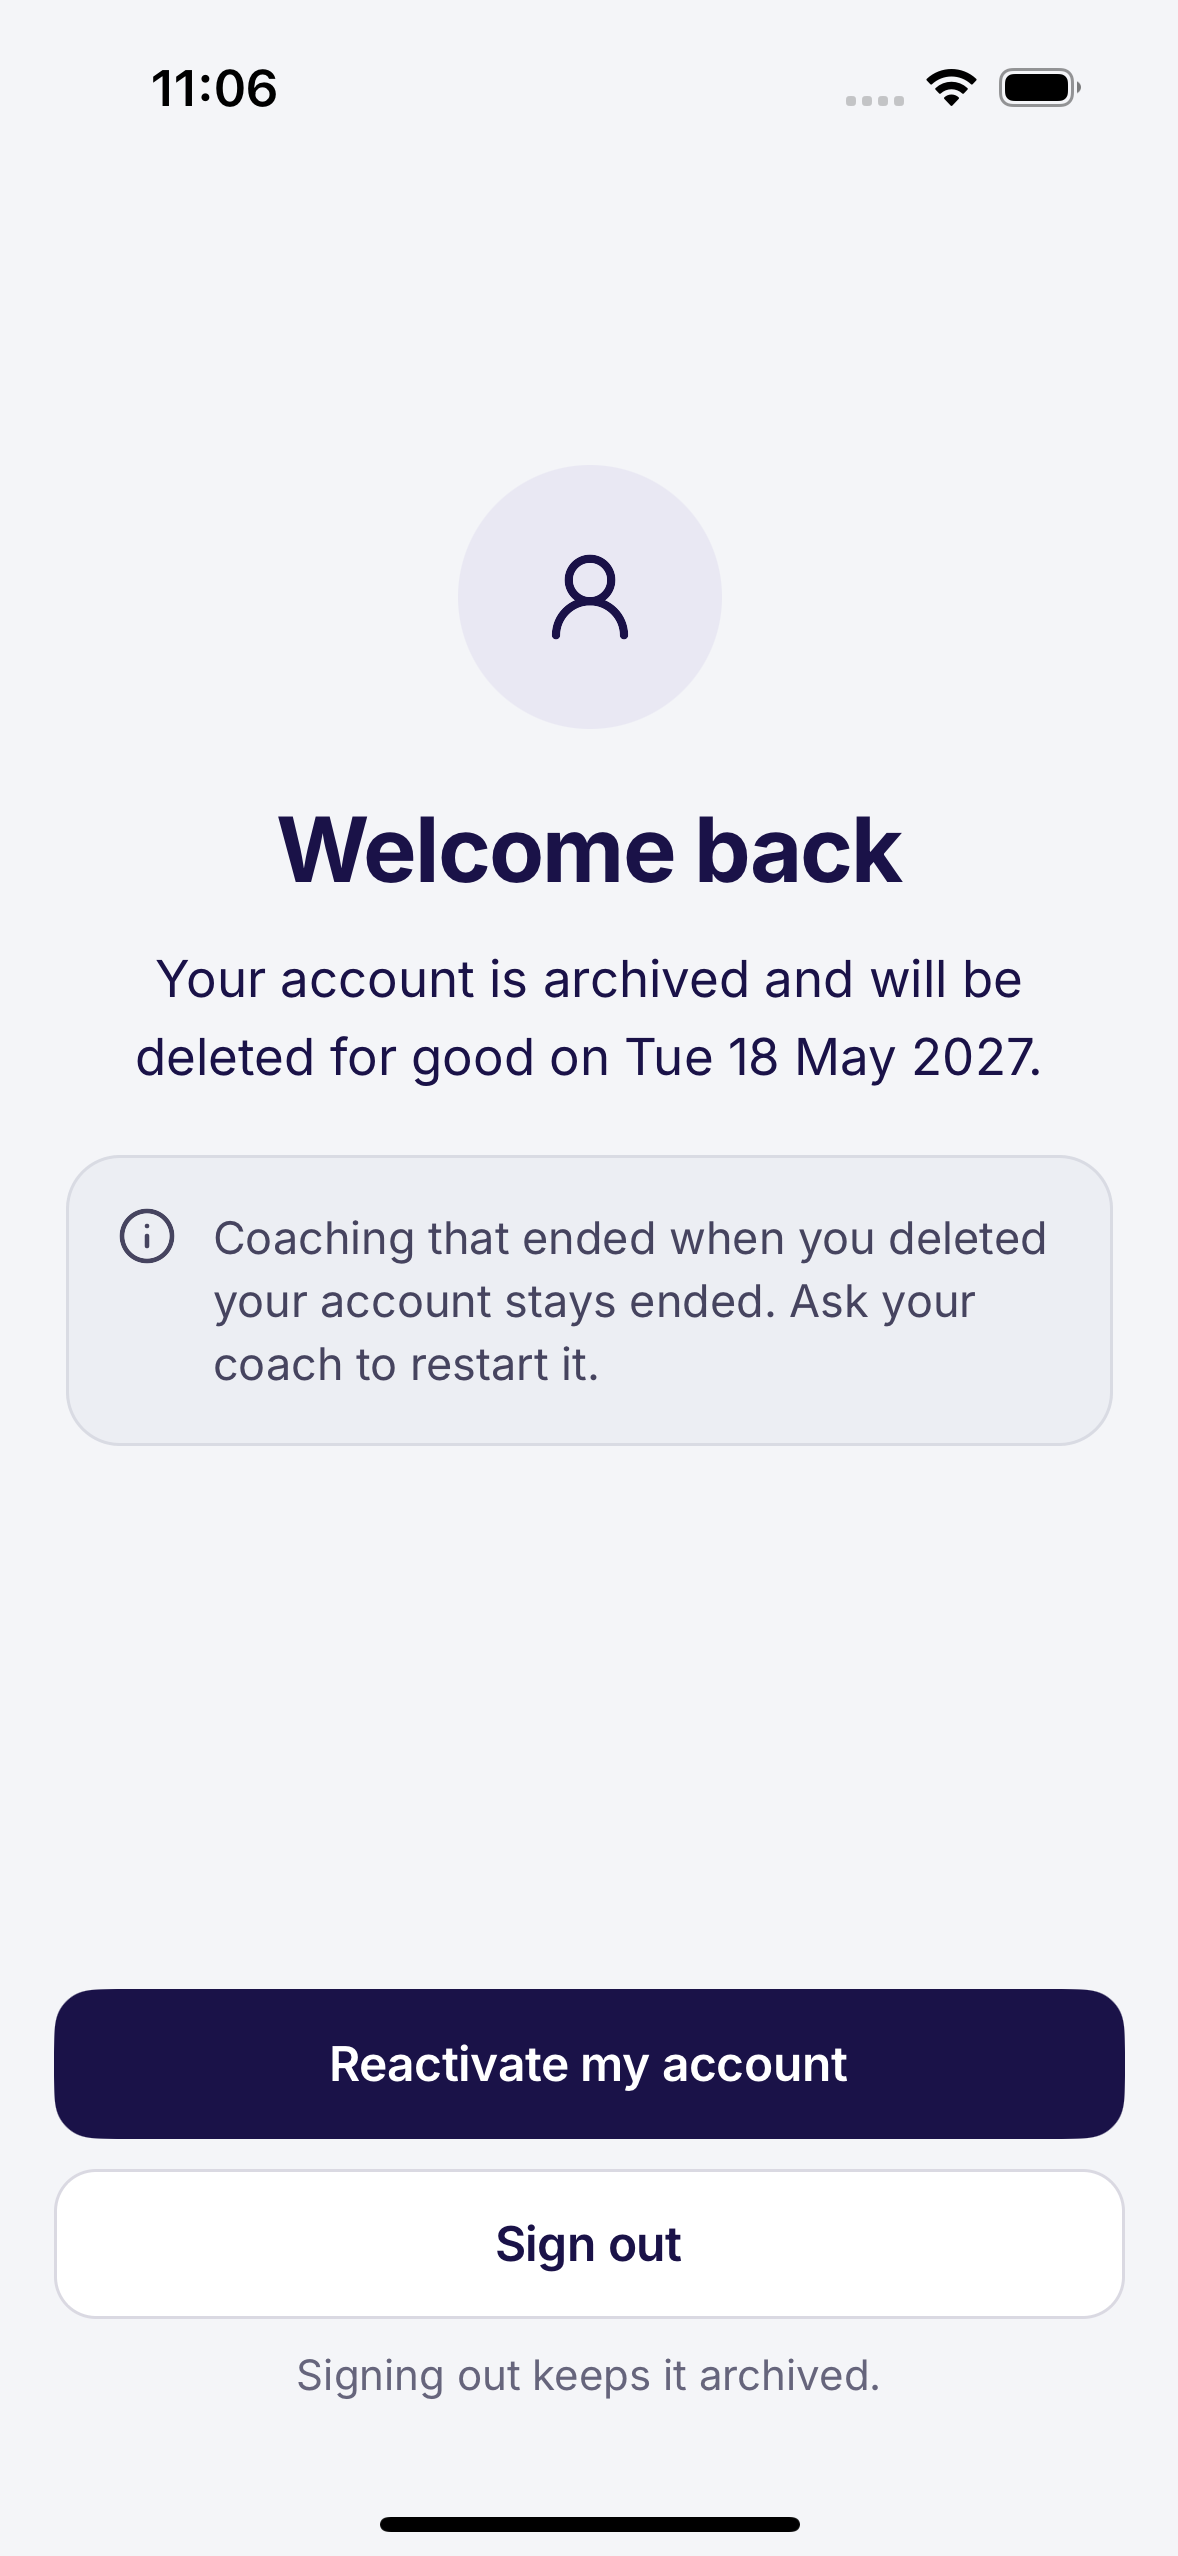 11:06
Welcome back
Your account is archived and will be
deleted for good on Tue 18 May 2027.
Coaching that ended when you deleted
your account stays ended. Ask your
coach to restart it.
Reactivate my account
Sign out
Signing out keeps it archived.